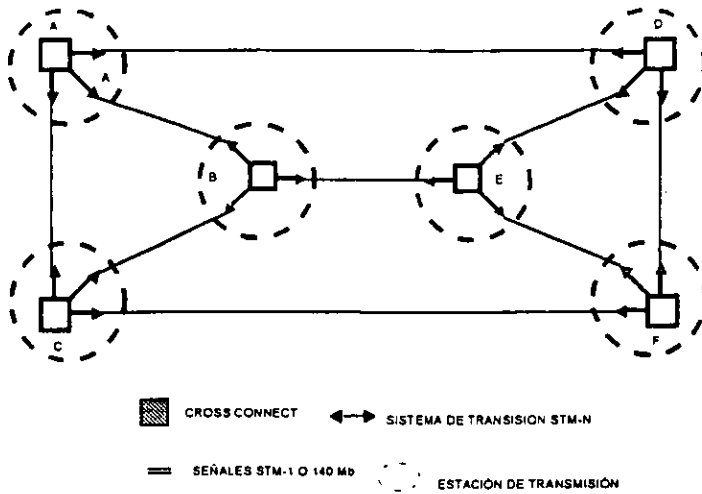 A
D
A
B
E
C
F
CROSS CONNECT
SISTEMA DE TRANSISION STM-N
SEÑALES STM-1 O 140 Mb
ESTACIÓN DE TRANSMISIÓN